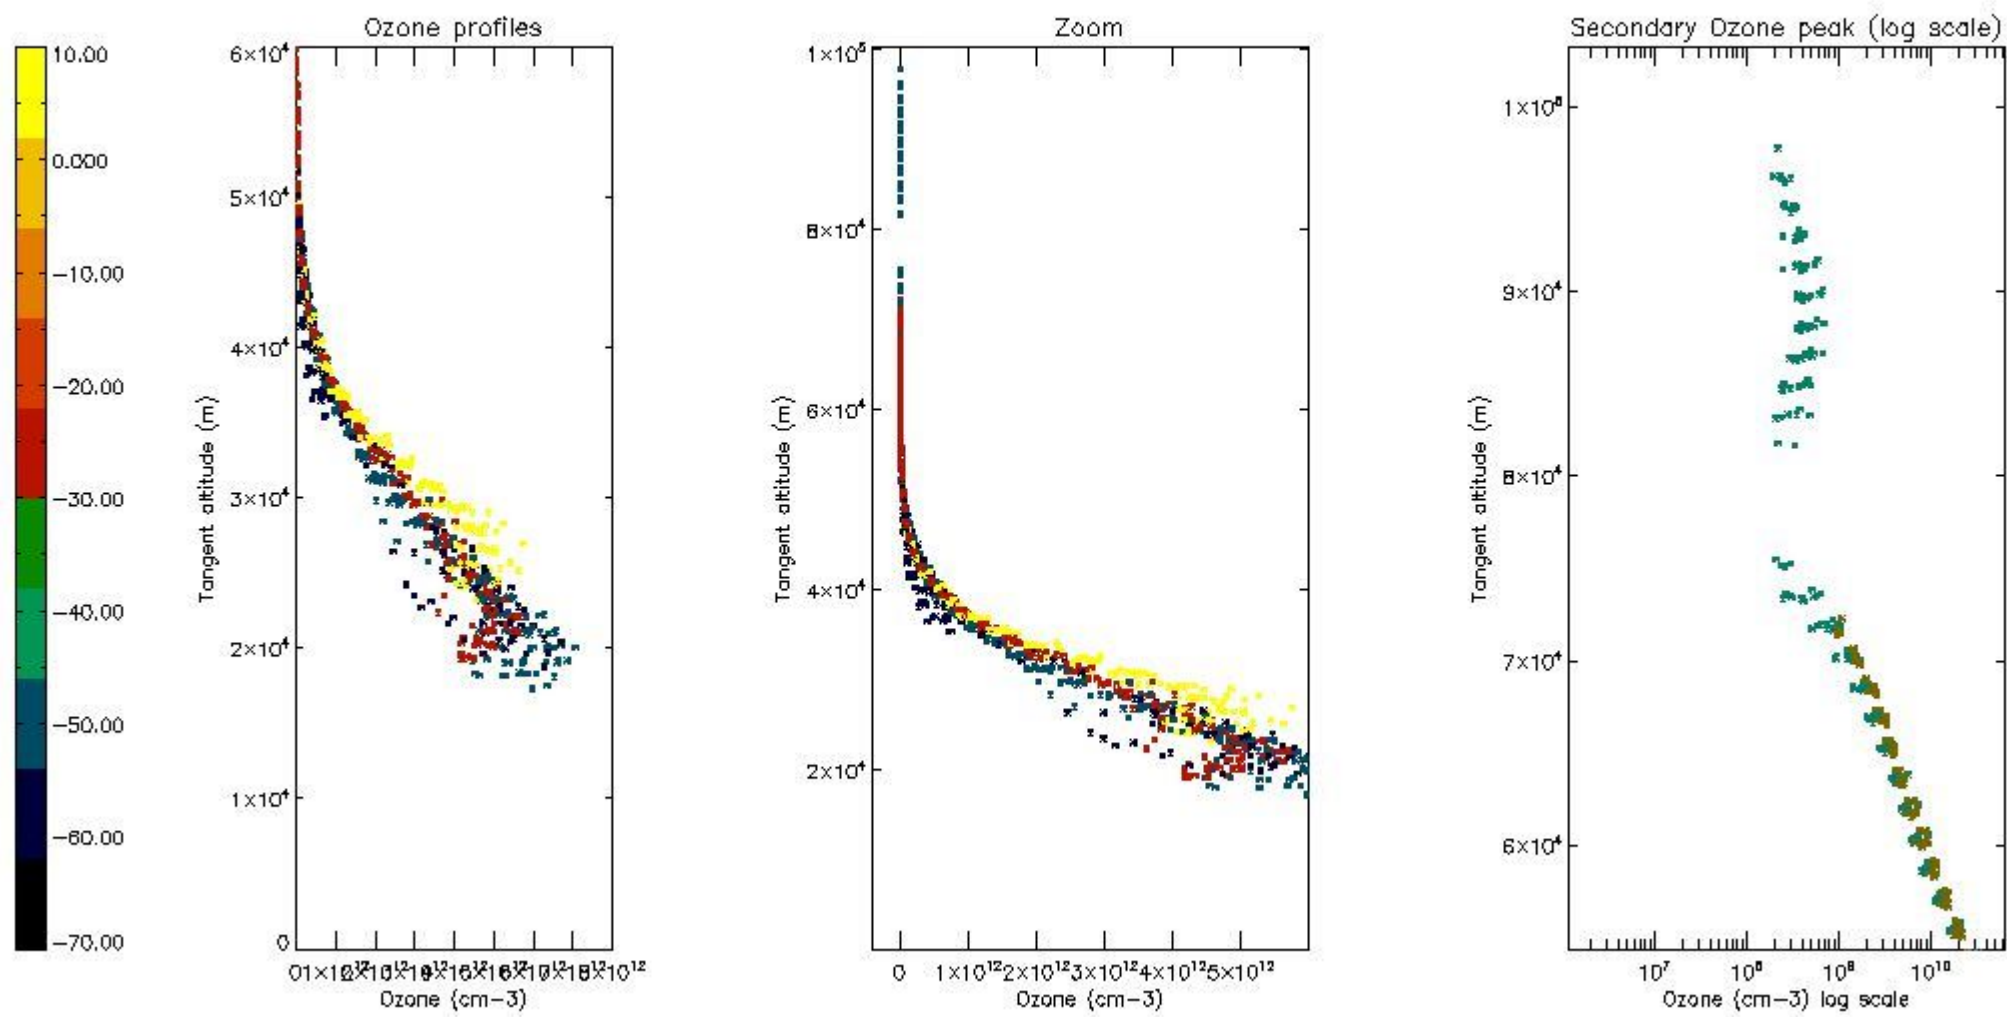 Ozone profiles
Zoom
Secondary Ozone peak (log scale)
10.00
0.000
−10.00
−20.00
−30.00
−40.00
−50.00
−60.00
−70.00
6×10⁴
5×10⁴
4×10⁴
3×10⁴
2×10⁴
1×10⁴
0
Tangent altitude (m)
Ozone (cm−3)
1×10⁵
8×10⁴
6×10⁴
4×10⁴
2×10⁴
Tangent altitude (m)
0 1×10¹² 2×10¹² 3×10¹² 4×10¹² 5×10¹²
Ozone (cm−3)
9×10⁴
8×10⁴
7×10⁴
6×10⁴
Tangent altitude (m)
10⁷ 10⁸ 10⁹ 10¹⁰
Ozone (cm−3) log scale